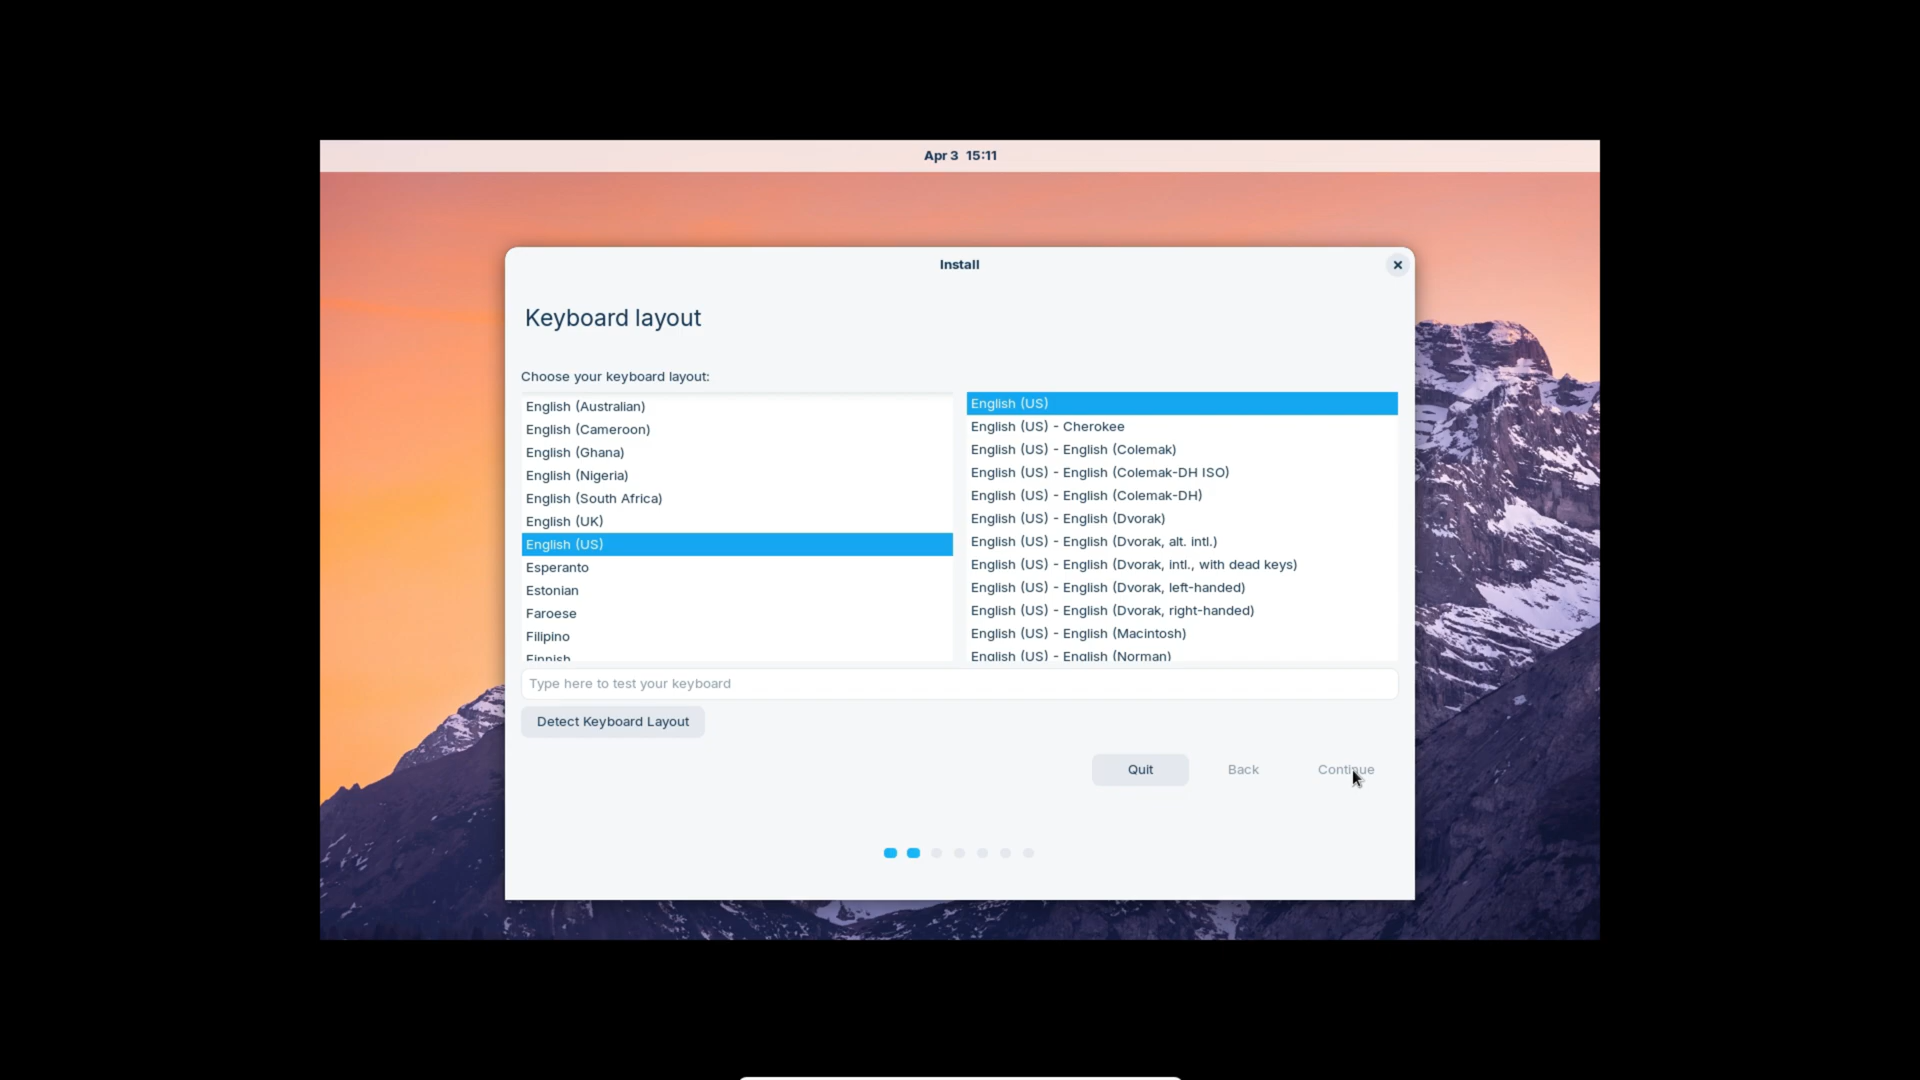 Apr 3 15:11
Install
Keyboard layout
Choose your keyboard layout:
English (Australian)
English (Cameroon)
English (Ghana)
English (Nigeria)
English (South Africa)
English (UK)
English (US)
Esperanto
Estonian
Faroese
Filipino
Finnish
English (US)
English (US) - Cherokee
English (US) - English (Colemak)
English (US) - English (Colemak-DH ISO)
English (US) - English (Colemak-DH)
English (US) - English (Dvorak)
English (US) - English (Dvorak, alt. intl.)
English (US) - English (Dvorak, intl., with dead keys)
English (US) - English (Dvorak, left-handed)
English (US) - English (Dvorak, right-handed)
English (US) - English (Macintosh)
English (US) - English (Norman)
Type here to test your keyboard
Detect Keyboard Layout
Quit Back Continue